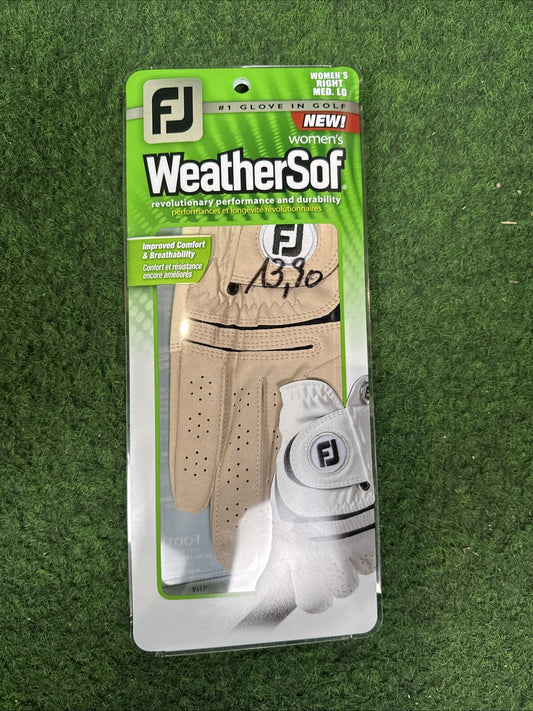 WOMEN'S
RIGHT
MED. LG
FJ
#1 GLOVE IN GOLF
NEW!
women's
WeatherSof®
revolutionary performance and durability
performances et longévité révolutionnaires
Improved Comfort
& Breathability
Confort et résistance
encore améliorés
FJ
13,90
FJ